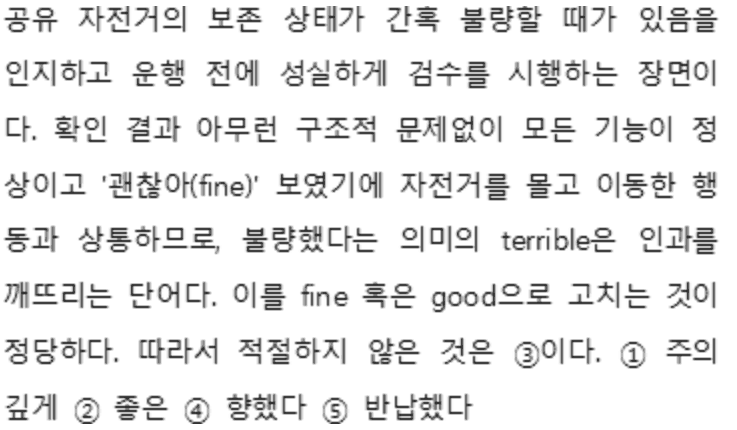 공유 자전거의 보존 상태가 간혹 불량할 때가 있음을
인지하고 운행 전에 성실하게 검수를 시행하는 장면이
다. 확인 결과 아무런 구조적 문제없이 모든 기능이 정
상이고 '괜찮아(fine)' 보였기에 자전거를 몰고 이동한 행
동과 상통하므로, 불량했다는 의미의 terrible은 인과를
깨뜨리는 단어다. 이를 fine 혹은 good으로 고치는 것이
정당하다. 따라서 적절하지 않은 것은 ③이다. ① 주의
깊게 ② 좋은 ④ 향했다 ⑤ 반납했다